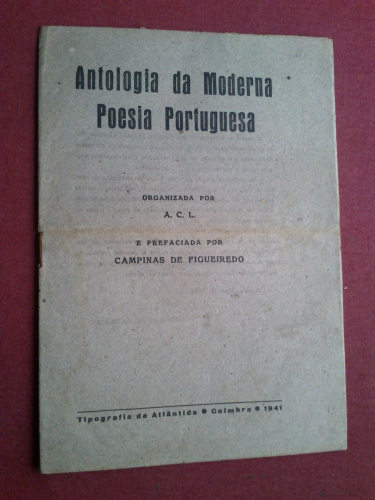 Antologia da Moderna
Poesia Portuguesa
ORGANIZADA POR
A. C. L.
E PREFACIADA POR
CAMPINAS DE FIGUEIREDO
Tipografia da Atlântida ● Coimbra ● 1941